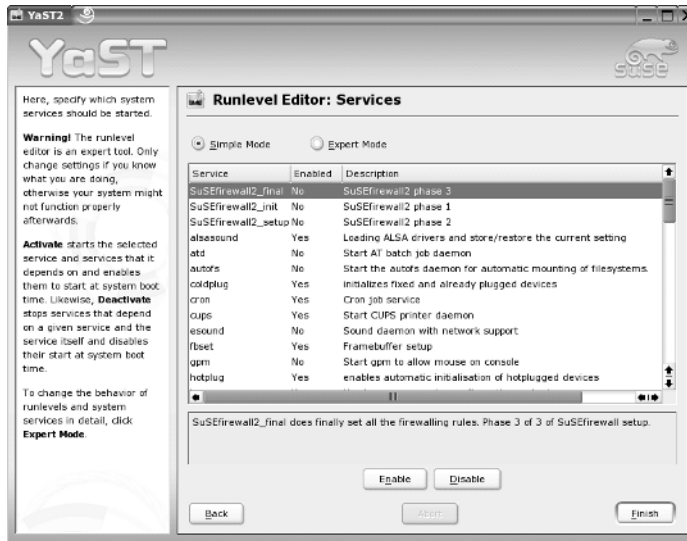 YaST2
YaST
suse
Here, specify which system
services should be started.
Warning! The runlevel
editor is an expert tool. Only
change settings if you know
what you are doing,
otherwise your system might
not function properly
afterwards.
Activate starts the selected
service and services that it
depends on and enables
them to start at system boot
time. Likewise, Deactivate
stops services that depend
on a given service and the
service itself and disables
their start at system boot
time.
To change the behavior of
runlevels and system
services in detail, click
Expert Mode.
Runlevel Editor: Services
Simple Mode Expert Mode
Service Enabled Description
SuSEfirewall2_final No SuSEfirewall2 phase 3
SuSEfirewall2_init No SuSEfirewall2 phase 1
SuSEfirewall2_setup No SuSEfirewall2 phase 2
alsasound Yes Loading ALSA drivers and store/restore the current setting
atd No Start AT batch job daemon
autofs No Start the autofs daemon for automatic mounting of filesystems.
coldplug Yes initializes fixed and already plugged devices
cron Yes Cron job service
cups Yes Start CUPS printer daemon
esound No Sound daemon with network support
fbset Yes Framebuffer setup
gpm No Start gpm to allow mouse on console
hotplug Yes enables automatic initialisation of hotplugged devices
SuSEfirewall2_final does finally set all the firewalling rules. Phase 3 of 3 of SuSEfirewall setup.
Enable Disable
Back Abort Finish